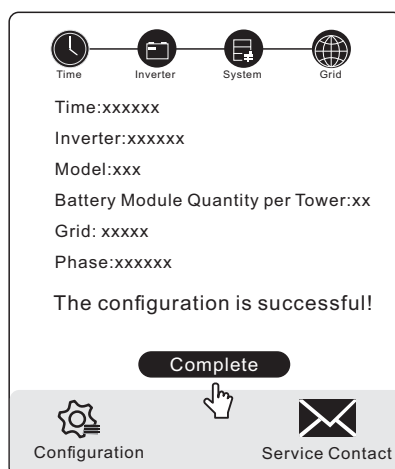 Time Inverter System Grid
Time:xxxxxx
Inverter:xxxxxx
Model:xxx
Battery Module Quantity per Tower:xx
Grid: xxxxx
Phase:xxxxxx
The configuration is successful!
Complete
Configuration Service Contact